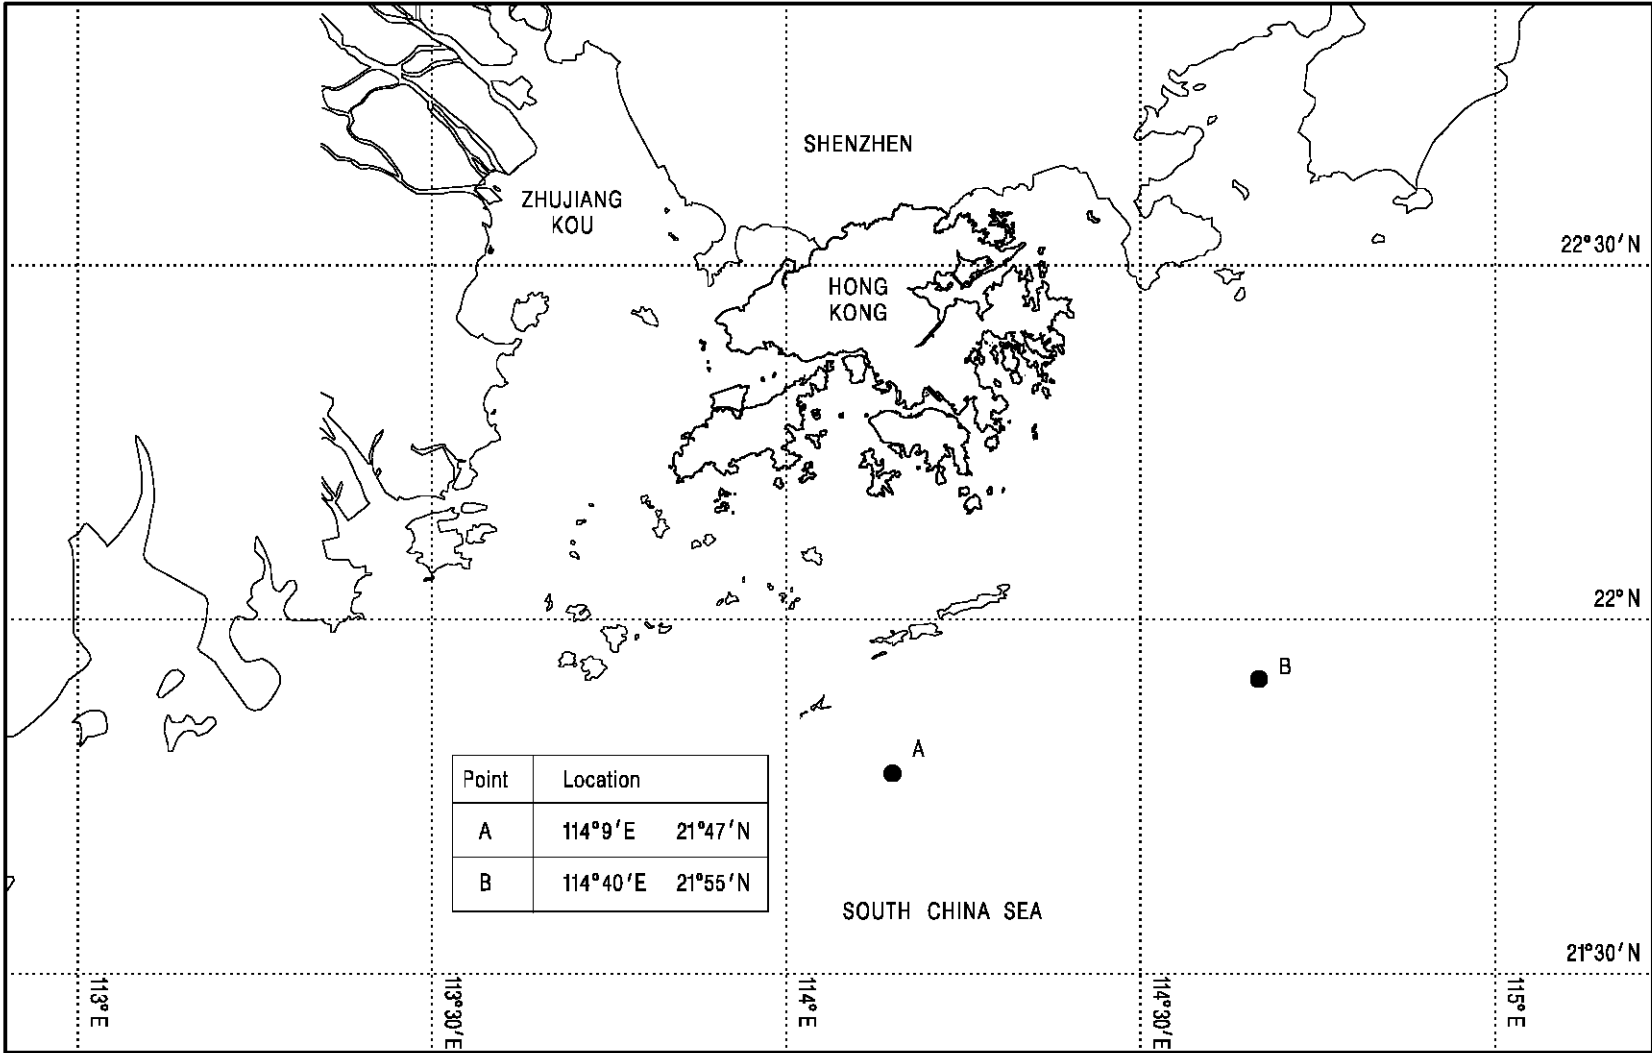 SHENZHEN
ZHUJIANG
KOU
22°30'N
HONG
KONG
22°N
B
A
Point Location
A 114°9'E 21°47'N
B 114°40'E 21°55'N
SOUTH CHINA SEA
21°30'N
113°E
113°30'E
114°E
114°30'E
115°E